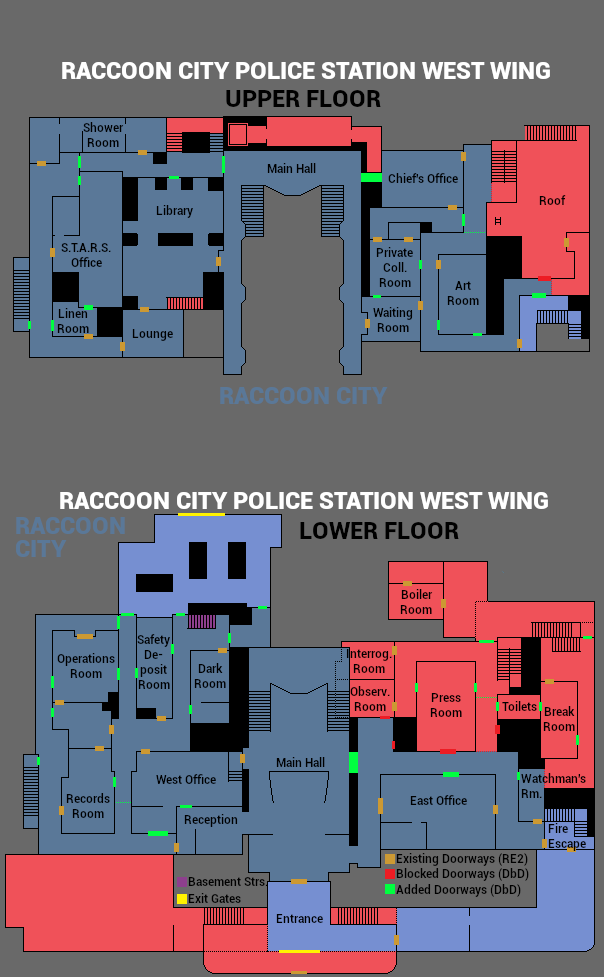 RACCOON CITY POLICE STATION WEST WING
UPPER FLOOR
Shower
Room
Main Hall
Chief's Office
Library
Roof
S.T.A.R.S.
Office
Private
Coll.
Room
Art
Room
Linen
Room
Lounge
Waiting
Room
RACCOON CITY
RACCOON CITY POLICE STATION WEST WING
RACCOON
CITY
LOWER FLOOR
Boiler
Room
Operations
Room
Safety
De-
posit
Room
Dark
Room
Interrog.
Room
Observ.
Room
Press
Room
Toilets
Break
Room
Main Hall
West Office
Watchman's
Rm.
Records
Room
East Office
Reception
Fire
Escape
Existing Doorways (RE2)
Blocked Doorways (DbD)
Added Doorways (DbD)
Basement Strs.
Exit Gates
Entrance